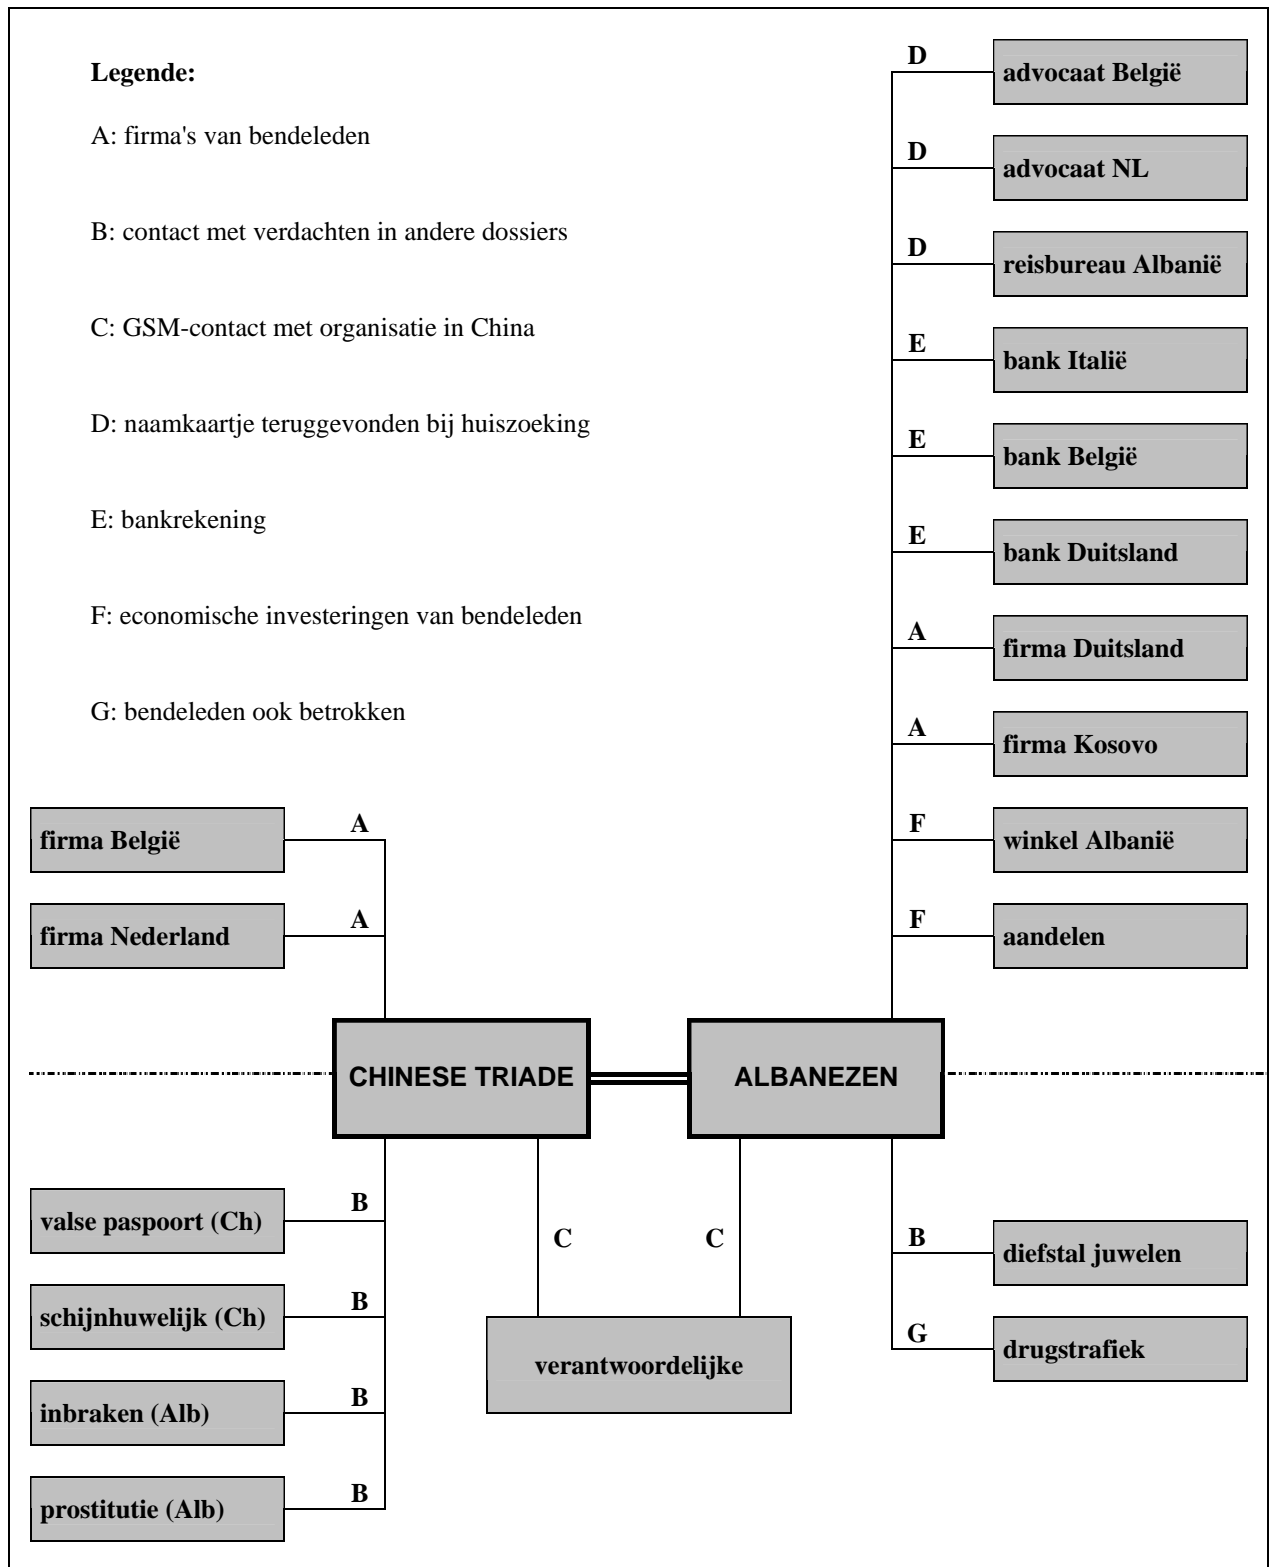 Legende:
A: firma's van bendeleden
B: contact met verdachten in andere dossiers
C: GSM-contact met organisatie in China
D: naamkaartje teruggevonden bij huiszoeking
E: bankrekening
F: economische investeringen van bendeleden
G: bendeleden ook betrokken
D
advocaat België
D
advocaat NL
D
reisbureau Albanië
E
bank Italië
E
bank België
E
bank Duitsland
A
firma Duitsland
A
firma Kosovo
F
winkel Albanië
F
aandelen
firma België
A
firma Nederland
A
CHINESE TRIADE
ALBANEZEN
valse paspoort (Ch)
B
schijnhuwelijk (Ch)
B
inbraken (Alb)
B
prostitutie (Alb)
B
C
C
verantwoordelijke
B
diefstal juwelen
G
drugstrafiek